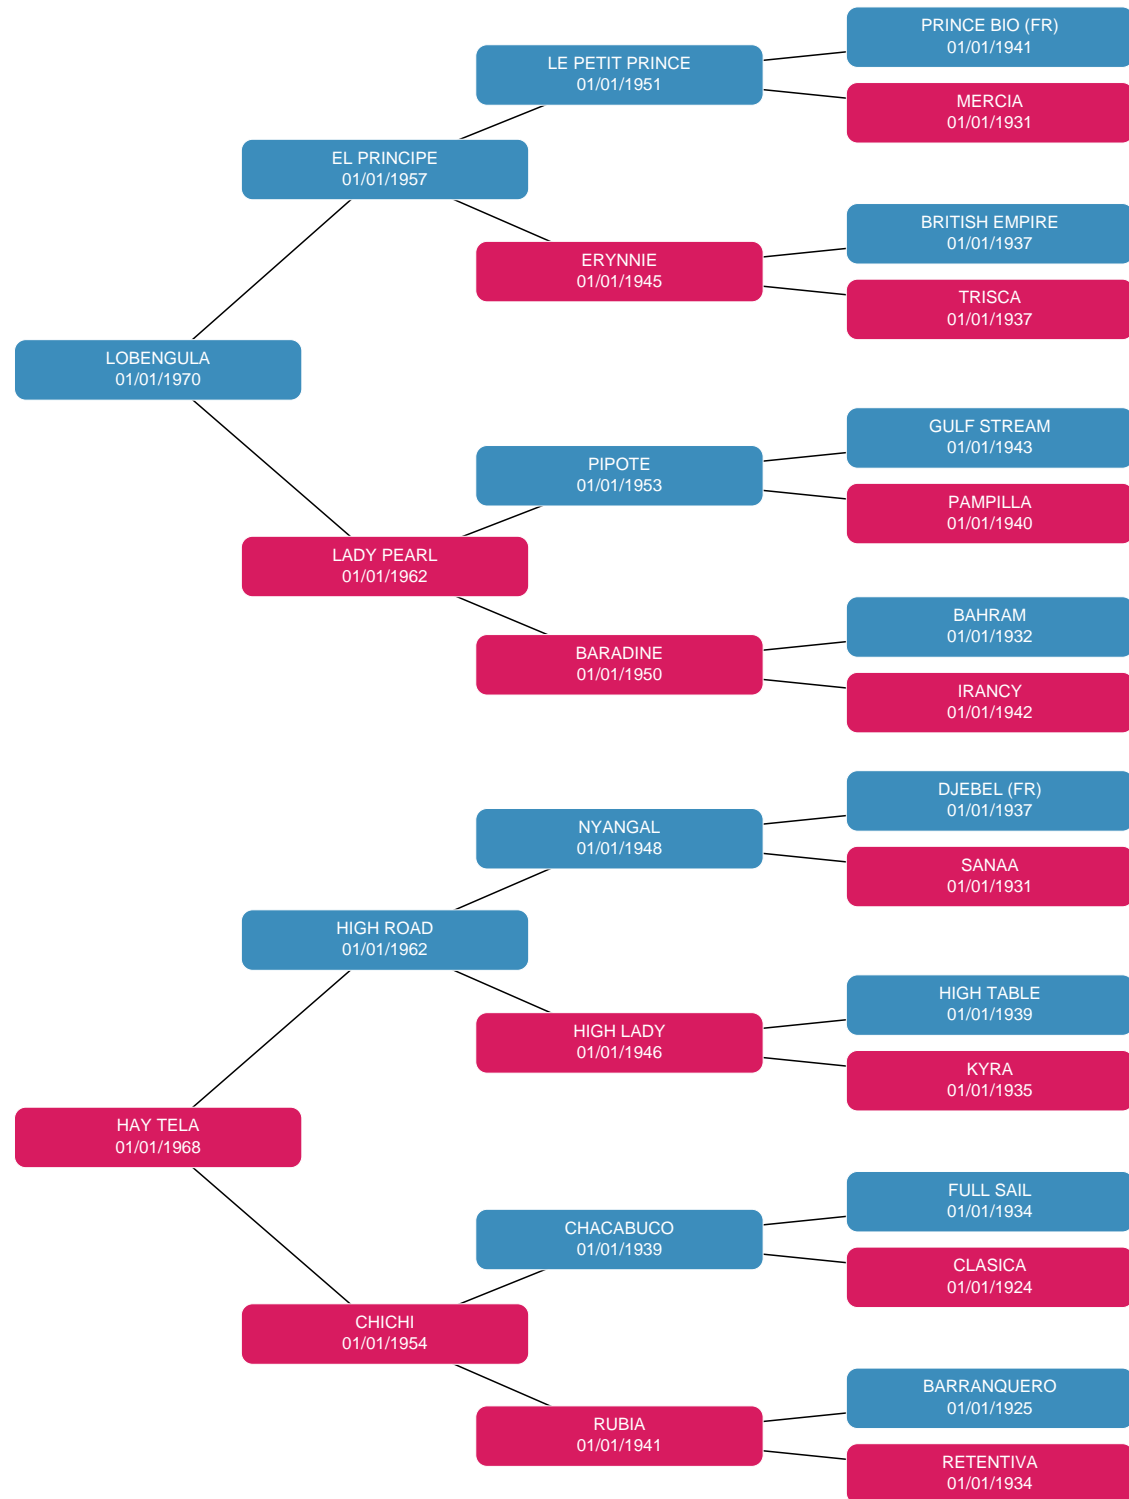 PRINCE BIO (FR)
01/01/1941
LE PETIT PRINCE
01/01/1951
MERCIA
01/01/1931
EL PRINCIPE
01/01/1957
BRITISH EMPIRE
01/01/1937
ERYNNIE
01/01/1945
TRISCA
01/01/1937
LOBENGULA
01/01/1970
GULF STREAM
01/01/1943
PIPOTE
01/01/1953
PAMPILLA
01/01/1940
LADY PEARL
01/01/1962
BAHRAM
01/01/1932
BARADINE
01/01/1950
IRANCY
01/01/1942
DJEBEL (FR)
01/01/1937
NYANGAL
01/01/1948
SANAA
01/01/1931
HIGH ROAD
01/01/1962
HIGH TABLE
01/01/1939
HIGH LADY
01/01/1946
KYRA
01/01/1935
HAY TELA
01/01/1968
FULL SAIL
01/01/1934
CHACABUCO
01/01/1939
CLASICA
01/01/1924
CHICHI
01/01/1954
BARRANQUERO
01/01/1925
RUBIA
01/01/1941
RETENTIVA
01/01/1934